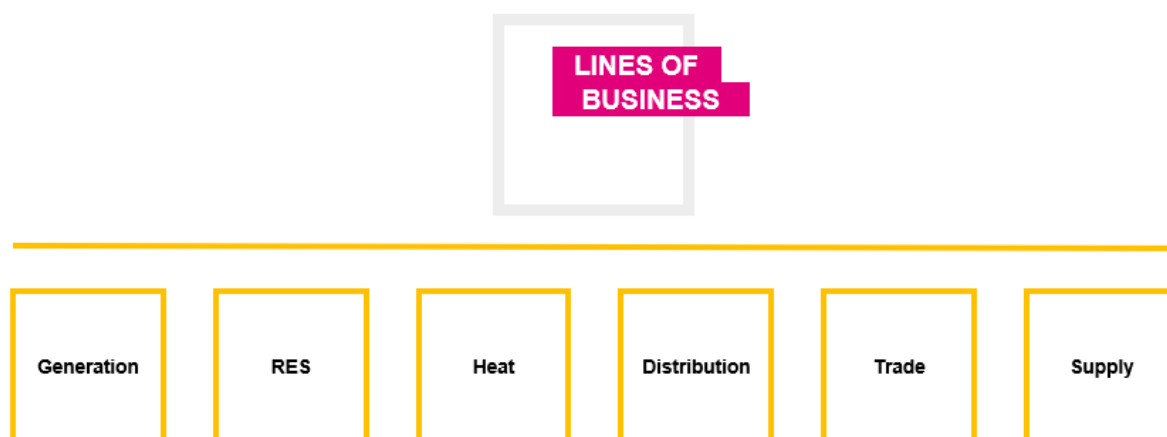 LINES OF
BUSINESS
Generation RES Heat Distribution Trade Supply